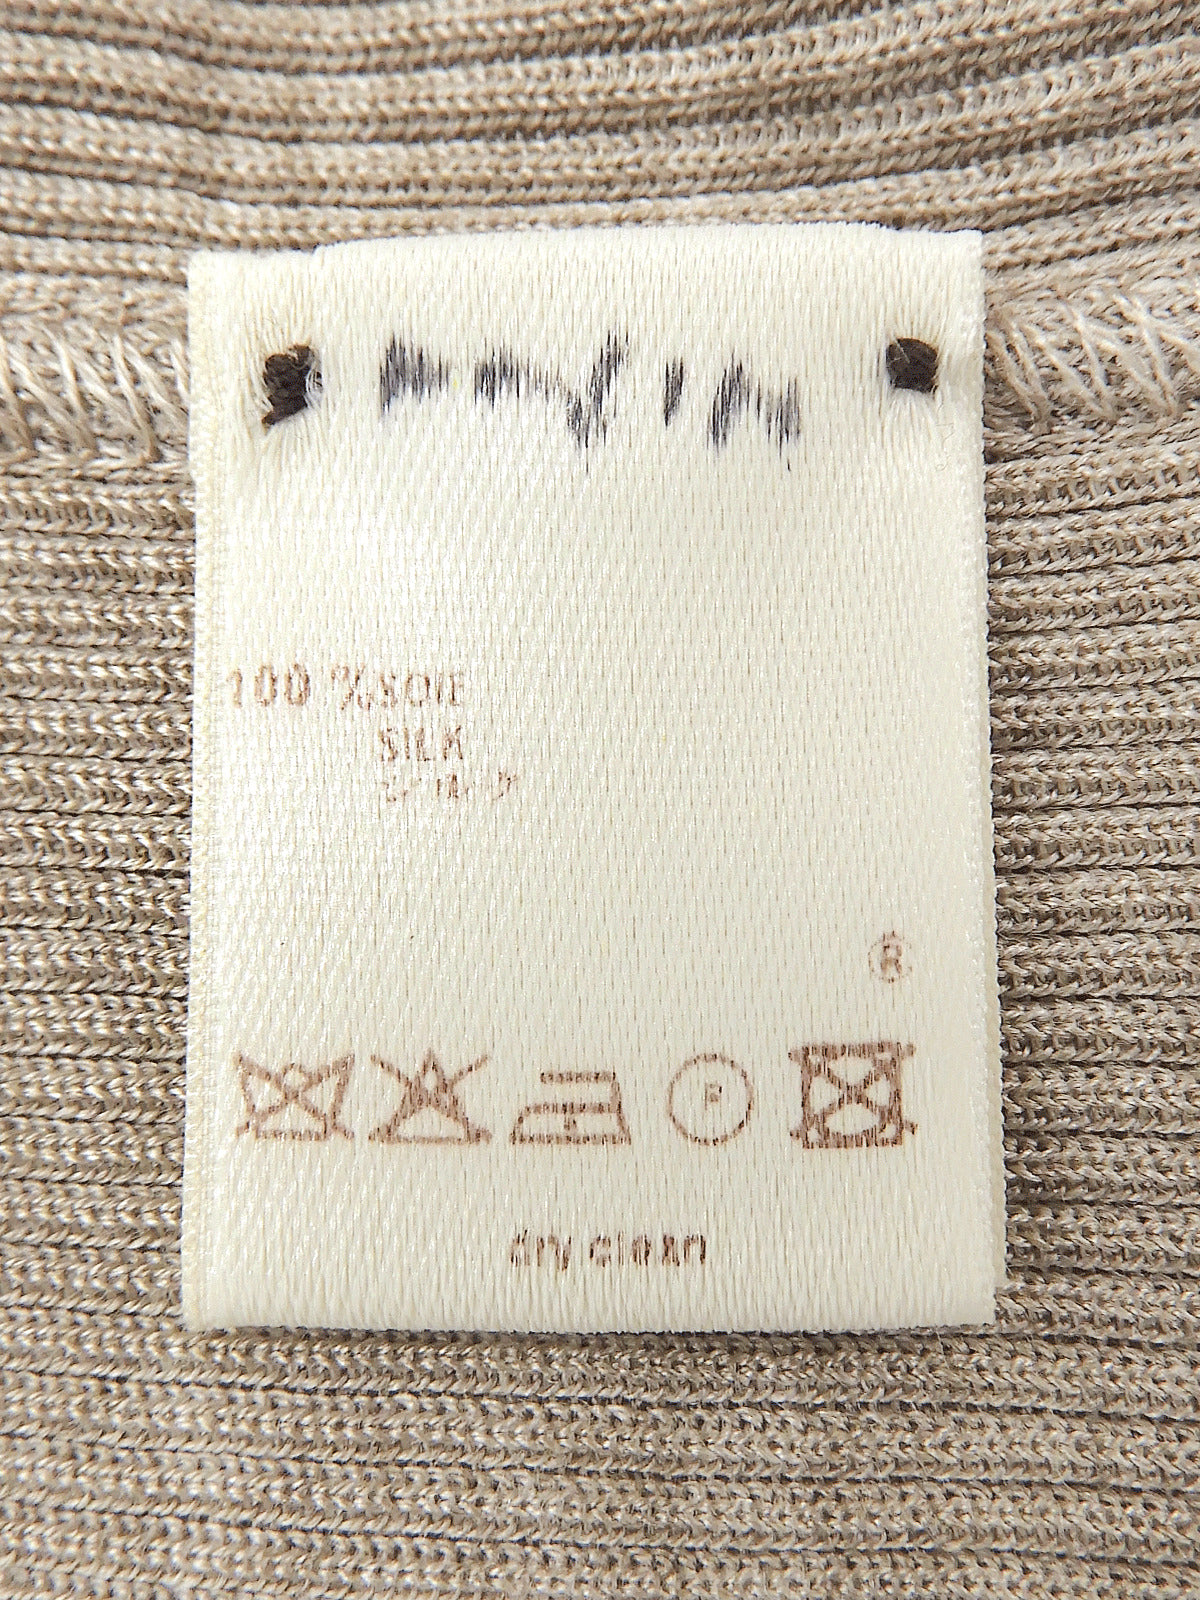 100 % SOIE
SILK
シルク
®
P
dry clean